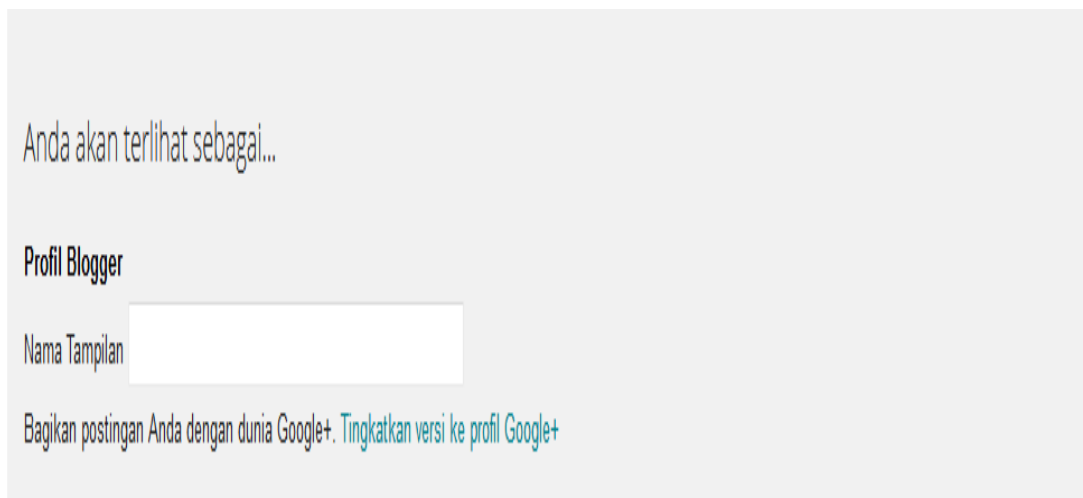 Anda akan terlihat sebagai...
Profil Blogger
Nama Tampilan
Bagikan postingan Anda dengan dunia Google+. Tingkatkan versi ke profil Google+